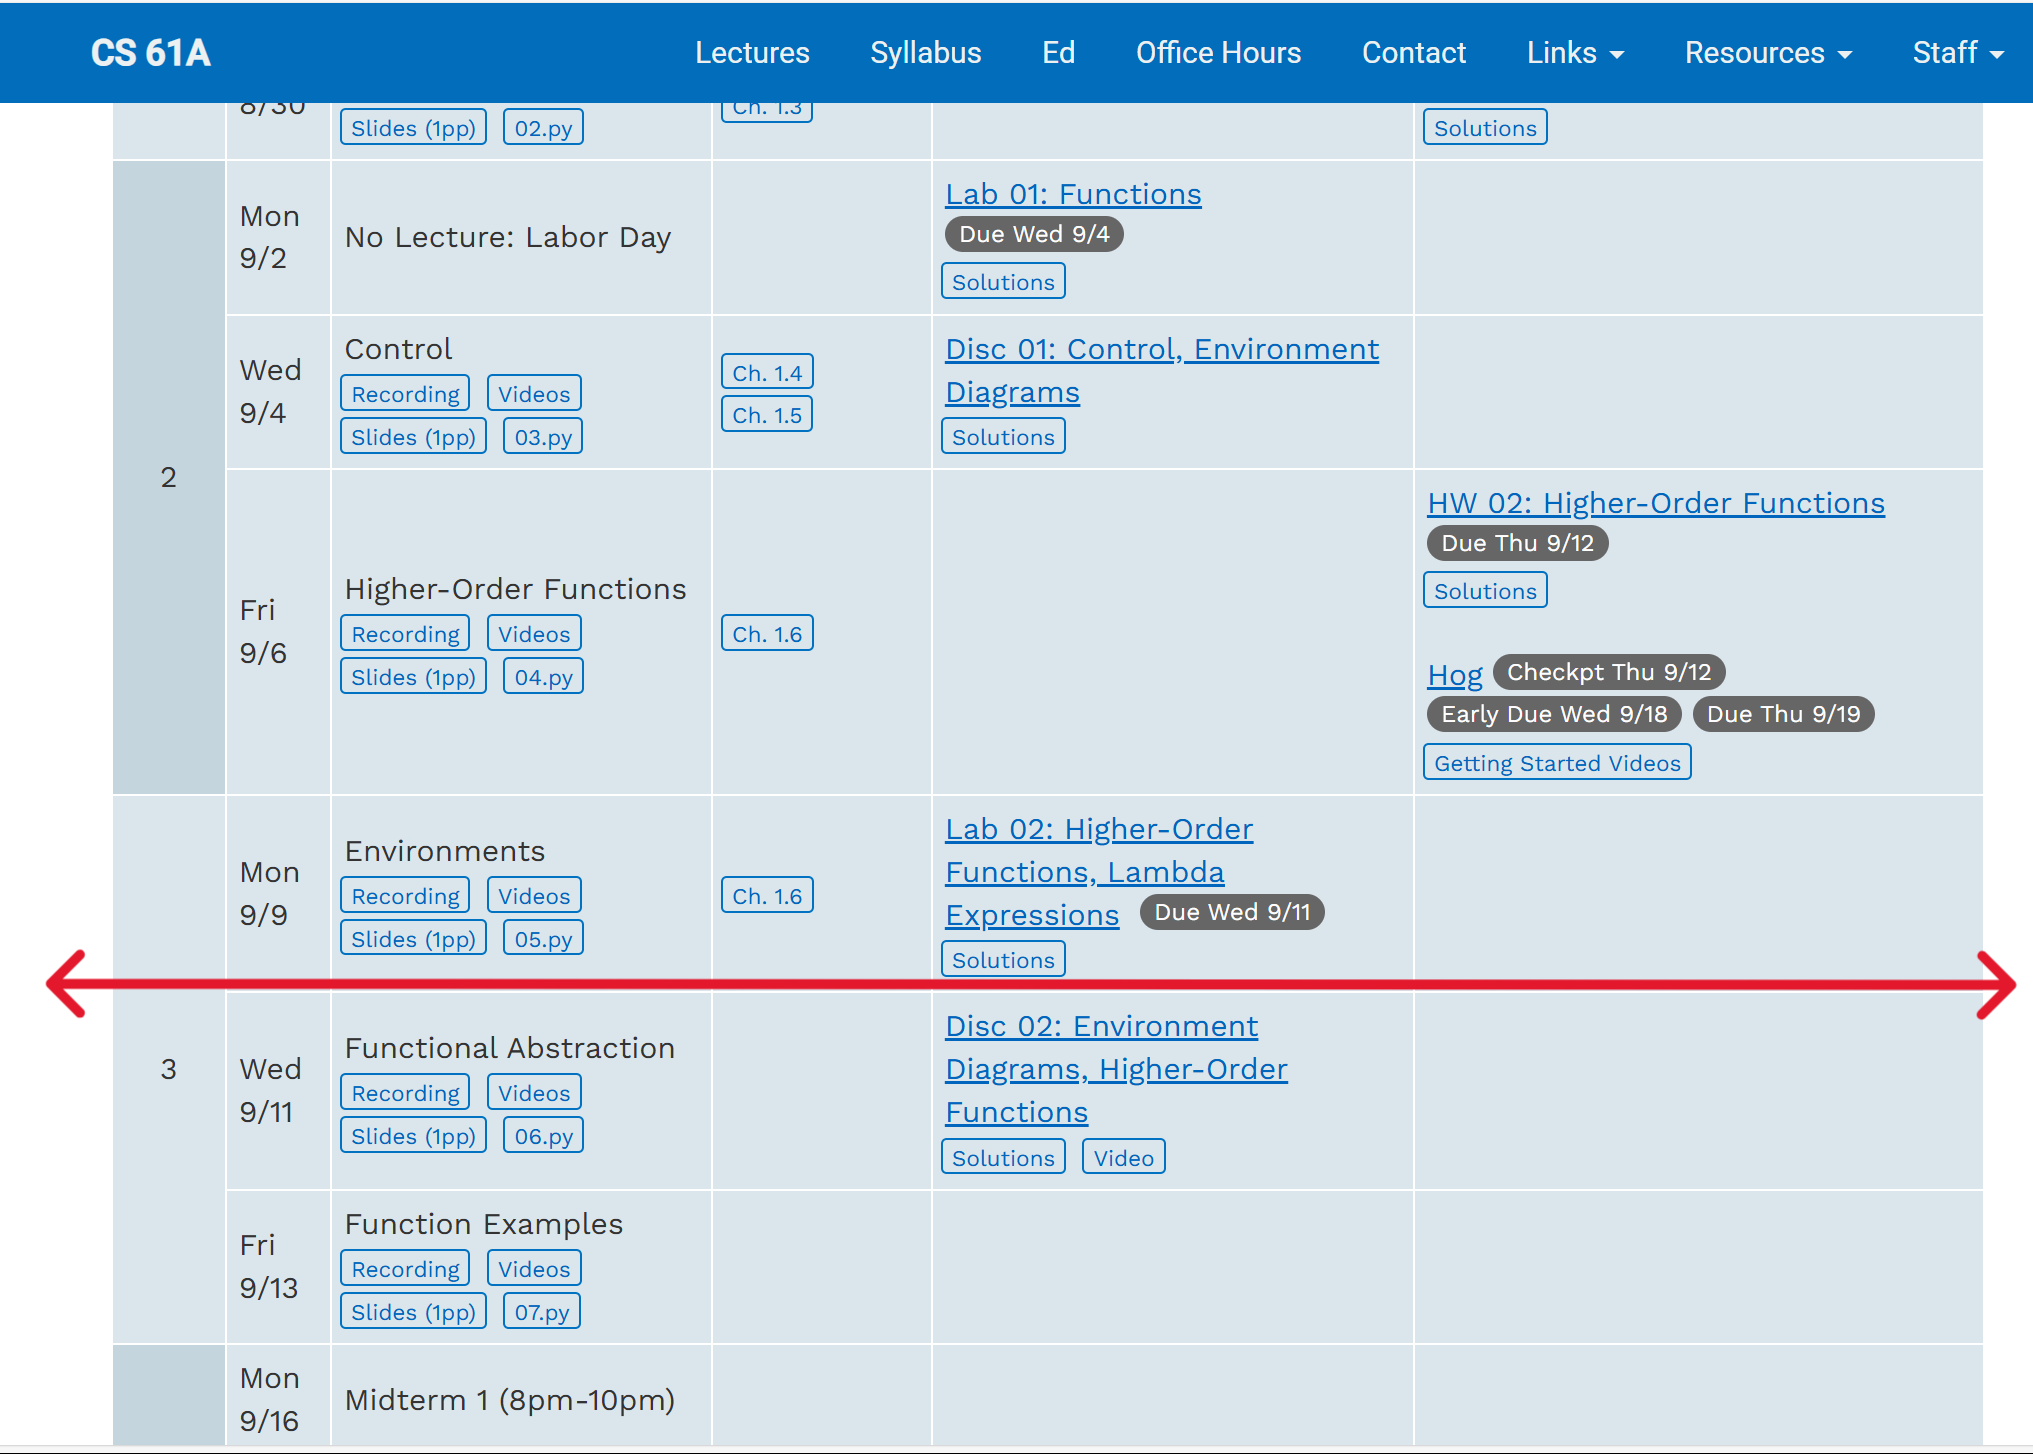 CS 61A
Lectures
Syllabus
Ed
Office Hours
Contact
Links
Resources
Staff
8/30
Slides (1pp)
02.py
Ch. 1.3
Solutions
2
Mon
9/2
No Lecture: Labor Day
Lab 01: Functions
Due Wed 9/4
Solutions
Wed
9/4
Control
Recording
Videos
Slides (1pp)
03.py
Ch. 1.4
Ch. 1.5
Disc 01: Control, Environment
Diagrams
Solutions
Fri
9/6
Higher-Order Functions
Recording
Videos
Slides (1pp)
04.py
Ch. 1.6
HW 02: Higher-Order Functions
Due Thu 9/12
Solutions
Hog Checkpt Thu 9/12
Early Due Wed 9/18 Due Thu 9/19
Getting Started Videos
3
Mon
9/9
Environments
Recording
Videos
Slides (1pp)
05.py
Ch. 1.6
Lab 02: Higher-Order
Functions, Lambda
Expressions Due Wed 9/11
Solutions
Wed
9/11
Functional Abstraction
Recording
Videos
Slides (1pp)
06.py
Disc 02: Environment
Diagrams, Higher-Order
Functions
Solutions
Video
Fri
9/13
Function Examples
Recording
Videos
Slides (1pp)
07.py
Mon
9/16
Midterm 1 (8pm-10pm)